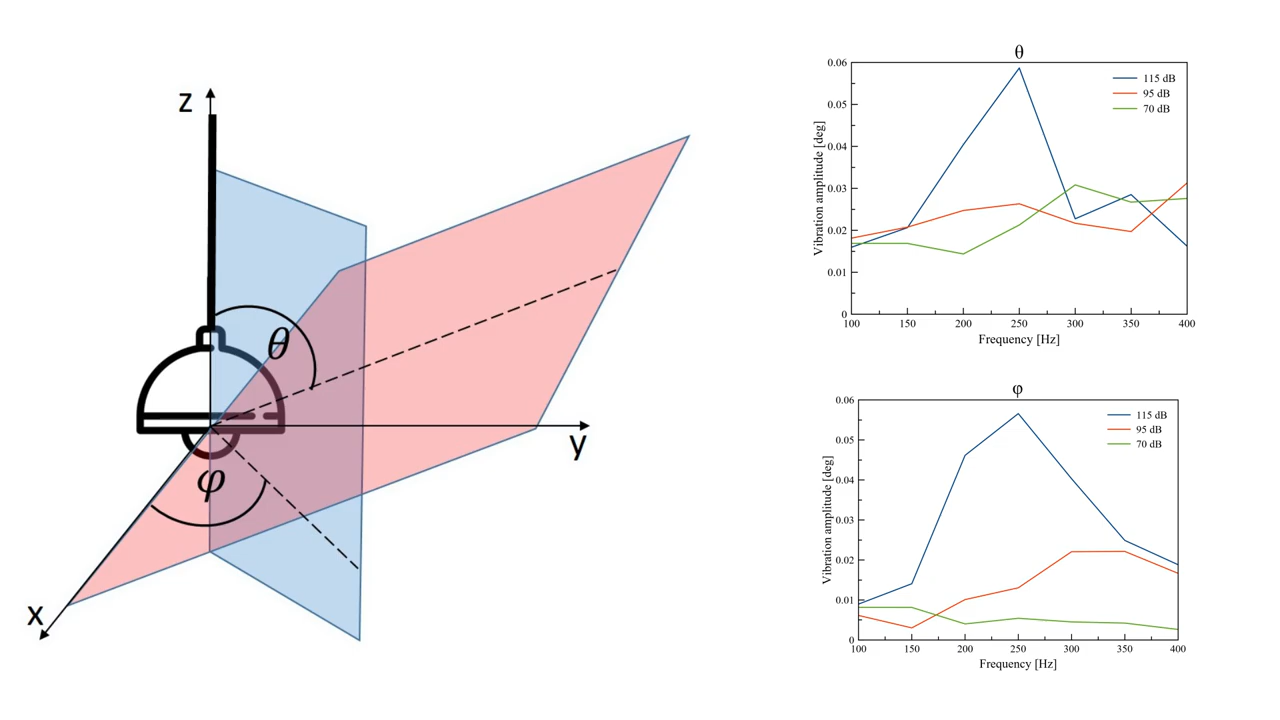 z
θ
φ
y
x
θ
0.06
0.05
0.04
0.03
0.02
0.01
0
Vibration amplitude [deg]
115 dB
95 dB
70 dB
100 150 200 250 300 350 400
Frequency [Hz]
φ
0.06
0.05
0.04
0.03
0.02
0.01
0
Vibration amplitude [deg]
115 dB
95 dB
70 dB
100 150 200 250 300 350 400
Frequency [Hz]